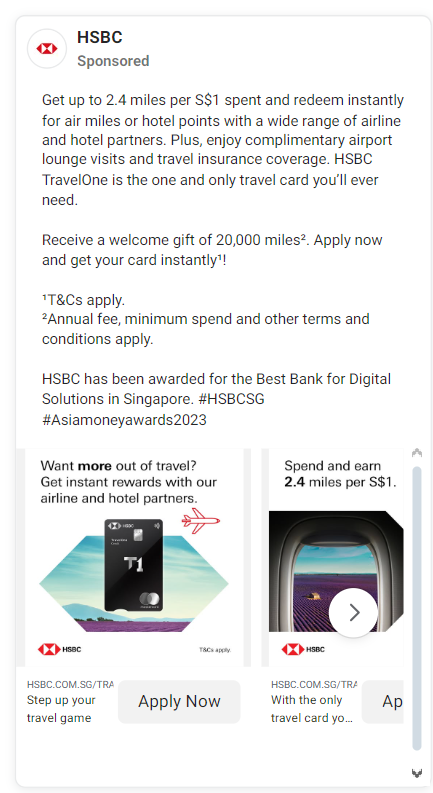 HSBC
Sponsored
Get up to 2.4 miles per S$1 spent and redeem instantly
for air miles or hotel points with a wide range of airline
and hotel partners. Plus, enjoy complimentary airport
lounge visits and travel insurance coverage. HSBC
TravelOne is the one and only travel card you'll ever
need.
Receive a welcome gift of 20,000 miles². Apply now
and get your card instantly¹!
¹T&Cs apply.
²Annual fee, minimum spend and other terms and
conditions apply.
HSBC has been awarded for the Best Bank for Digital
Solutions in Singapore. #HSBCSG
#Asiamoneyawards2023
Want more out of travel?
Get instant rewards with our
airline and hotel partners.
HSBC
T1
HSBC
T&Cs apply
HSBC.COM.SG/TRA
Step up your
travel game
Apply Now
Spend and earn
2.4 miles per S$1.
HSBC
HSBC.COM.SG/TRA
With the only
travel card yo...
Ap